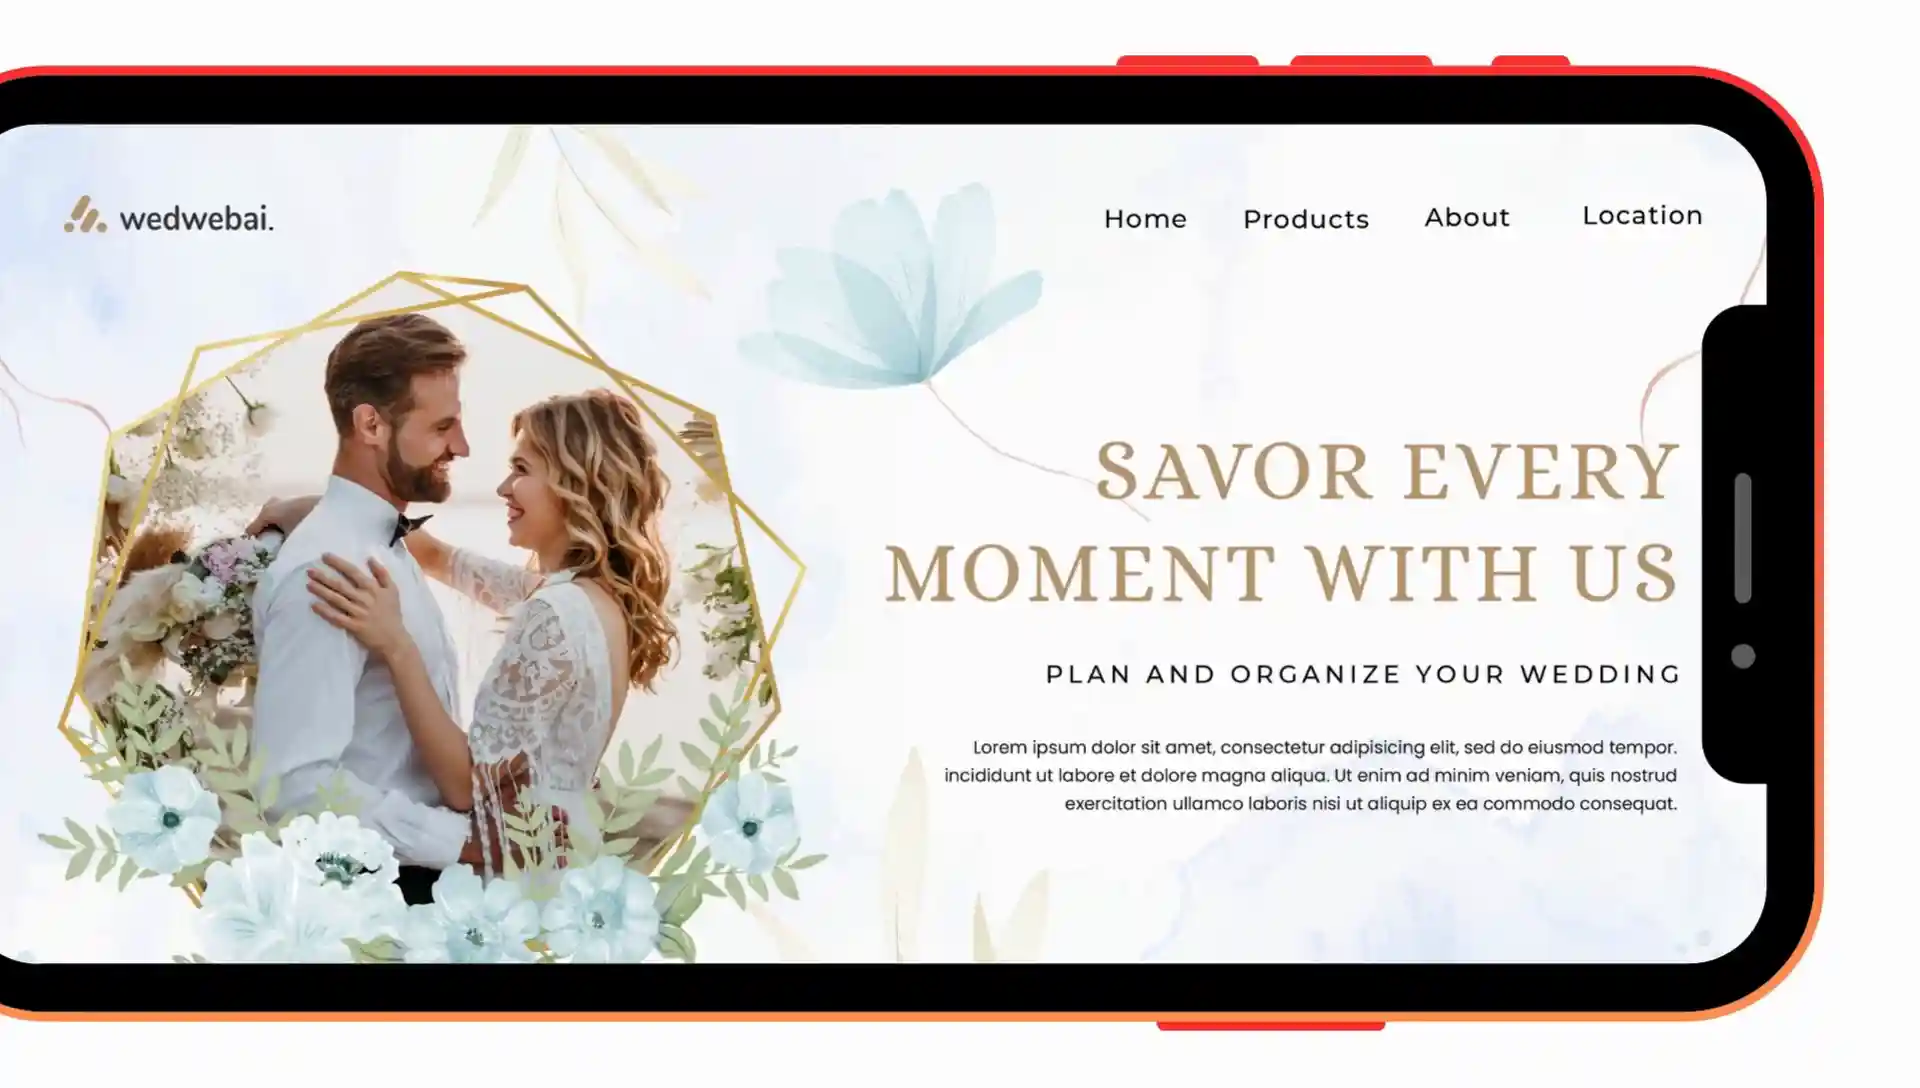 wedwebai.
Home Products About Location
SAVOR EVERY
MOMENT WITH US
PLAN AND ORGANIZE YOUR WEDDING
Lorem ipsum dolor sit amet, consectetur adipisicing elit, sed do eiusmod tempor.
incididunt ut labore et dolore magna aliqua. Ut enim ad minim veniam, quis nostrud
exercitation ullamco laboris nisi ut aliquip ex ea commodo consequat.